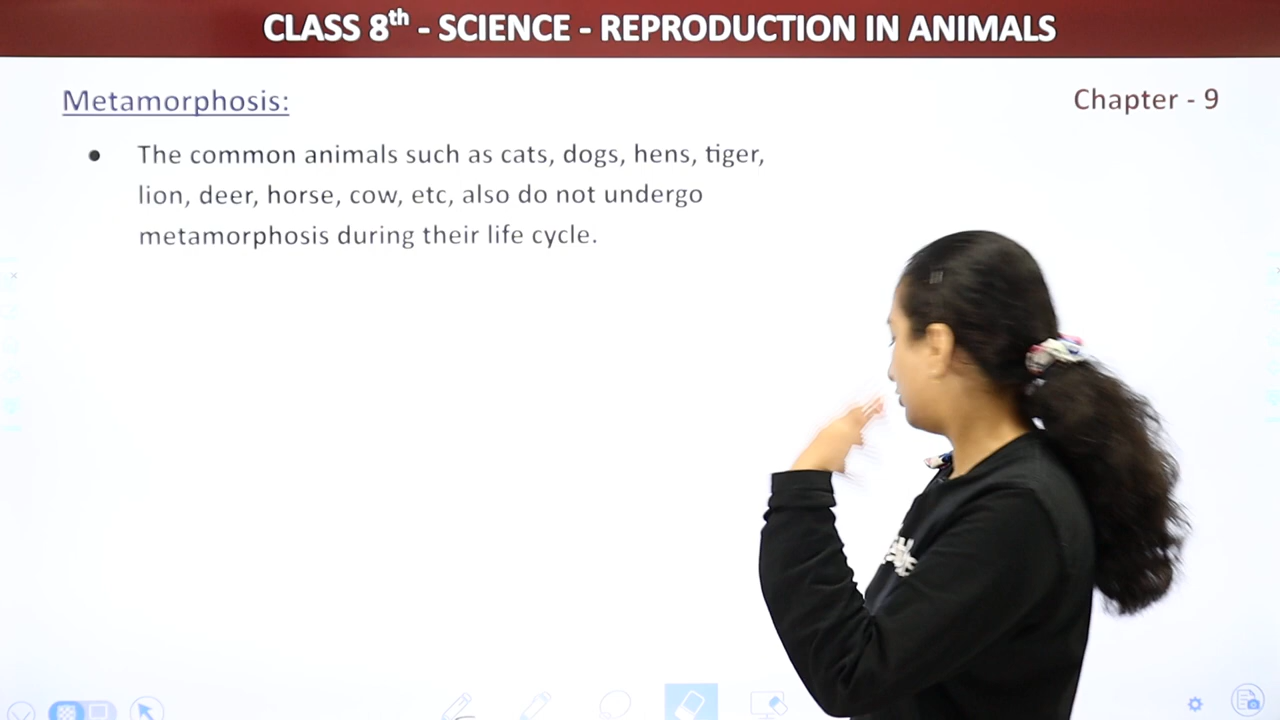 CLASS 8th - SCIENCE - REPRODUCTION IN ANIMALS
Metamorphosis:
Chapter - 9
● The common animals such as cats, dogs, hens, tiger,
lion, deer, horse, cow, etc, also do not undergo
metamorphosis during their life cycle.